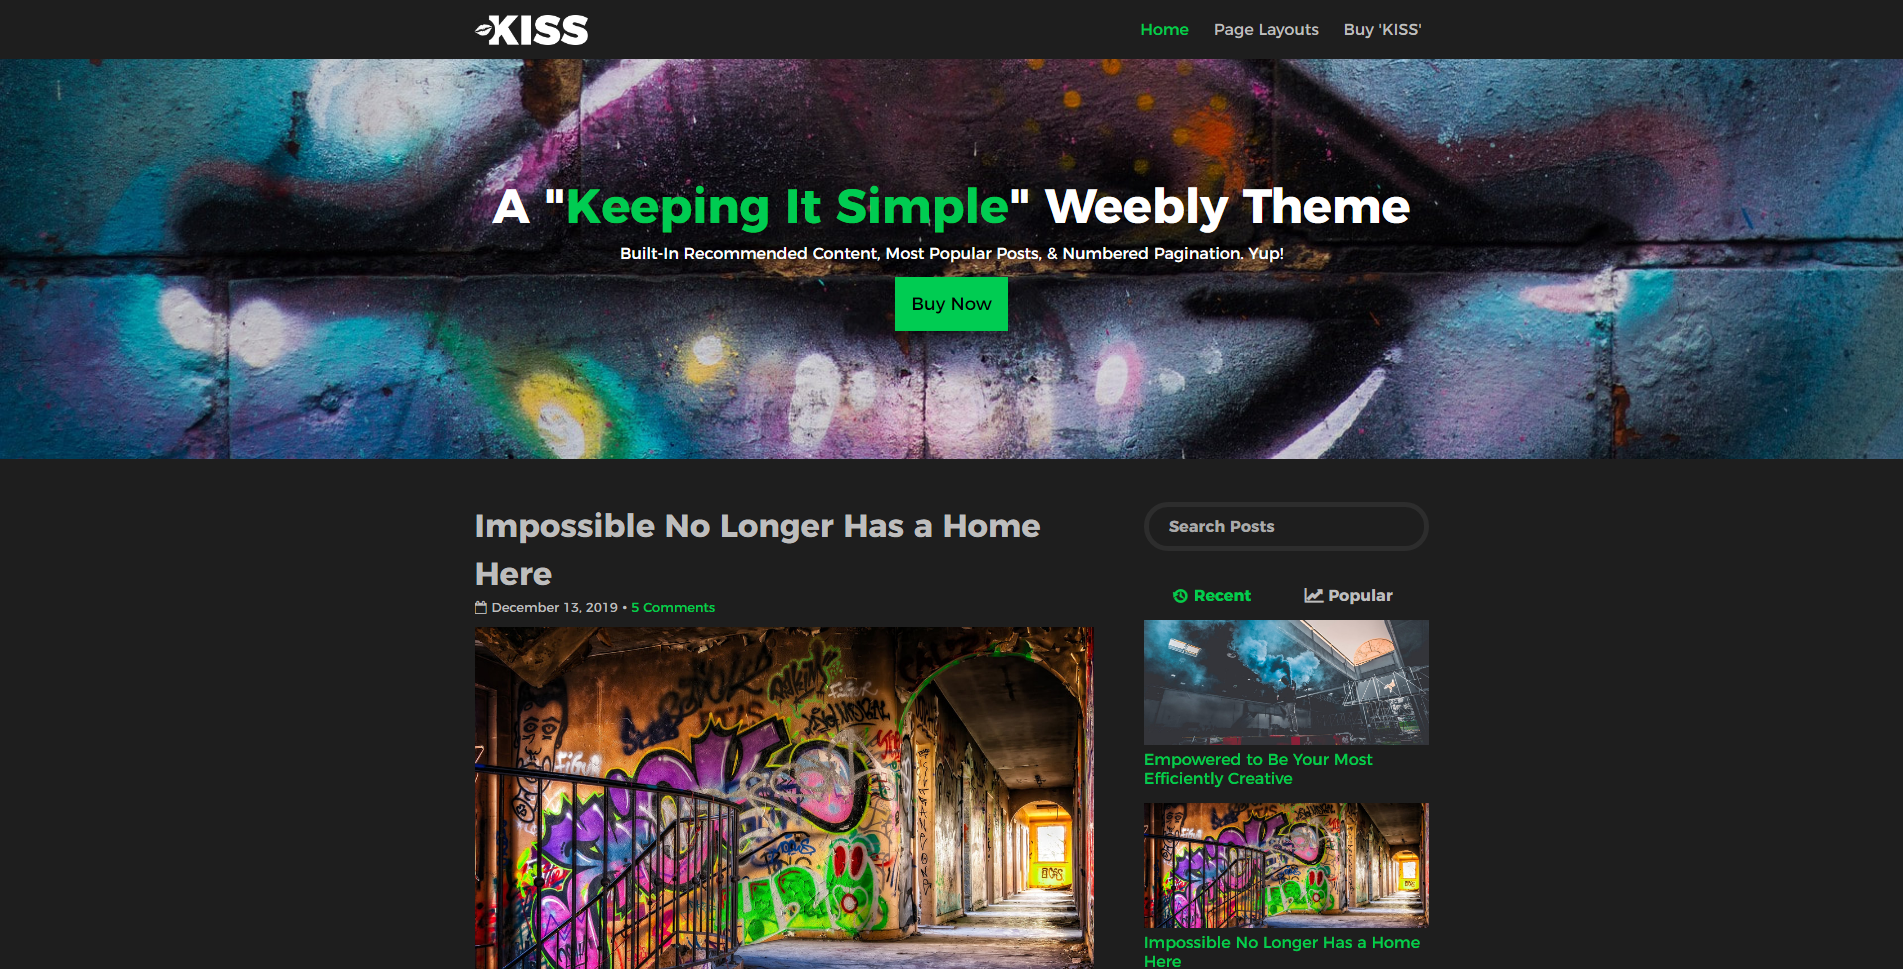 KISS
Home
Page Layouts
Buy 'KISS'
A "Keeping It Simple" Weebly Theme
Built-In Recommended Content, Most Popular Posts, & Numbered Pagination. Yup!
Buy Now
Impossible No Longer Has a Home
Here
December 13, 2019 • 5 Comments
Search Posts
Recent
Popular
Empowered to Be Your Most
Efficiently Creative
Impossible No Longer Has a Home
Here